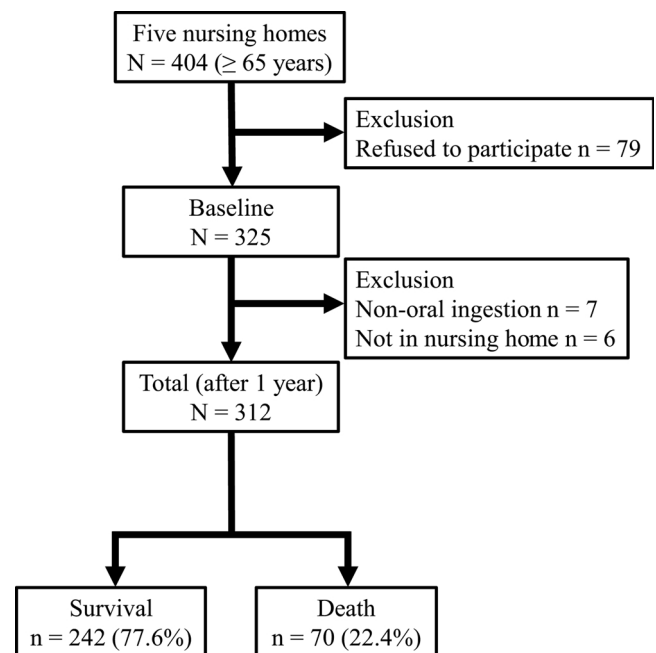 Five nursing homes
N = 404 (≥ 65 years)
Exclusion
Refused to participate n = 79
Baseline
N = 325
Exclusion
Non-oral ingestion n = 7
Not in nursing home n = 6
Total (after 1 year)
N = 312
Survival
n = 242 (77.6%)
Death
n = 70 (22.4%)